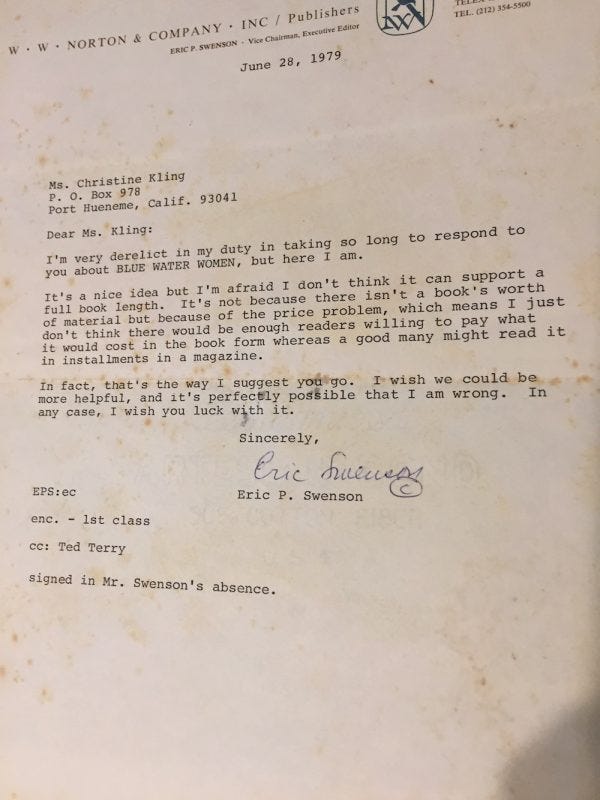 W · W · NORTON & COMPANY · INC / Publishers
ERIC P. SWENSON · Vice Chairman, Executive Editor
TELEX
TEL. (212) 354-5500
June 28, 1979
Ms. Christine Kling
P. O. Box 978
Port Hueneme, Calif. 93041
Dear Ms. Kling:
I'm very derelict in my duty in taking so long to respond to
you about BLUE WATER WOMEN, but here I am.
It's a nice idea but I'm afraid I don't think it can support a
full book length. It's not because there isn't a book's worth
of material but because of the price problem, which means I just
don't think there would be enough readers willing to pay what
it would cost in the book form whereas a good many might read it
in installments in a magazine.
In fact, that's the way I suggest you go. I wish we could be
more helpful, and it's perfectly possible that I am wrong. In
any case, I wish you luck with it.
Sincerely,
Eric Swenson
Eric P. Swenson
EPS:ec
enc. - 1st class
cc: Ted Terry
signed in Mr. Swenson's absence.